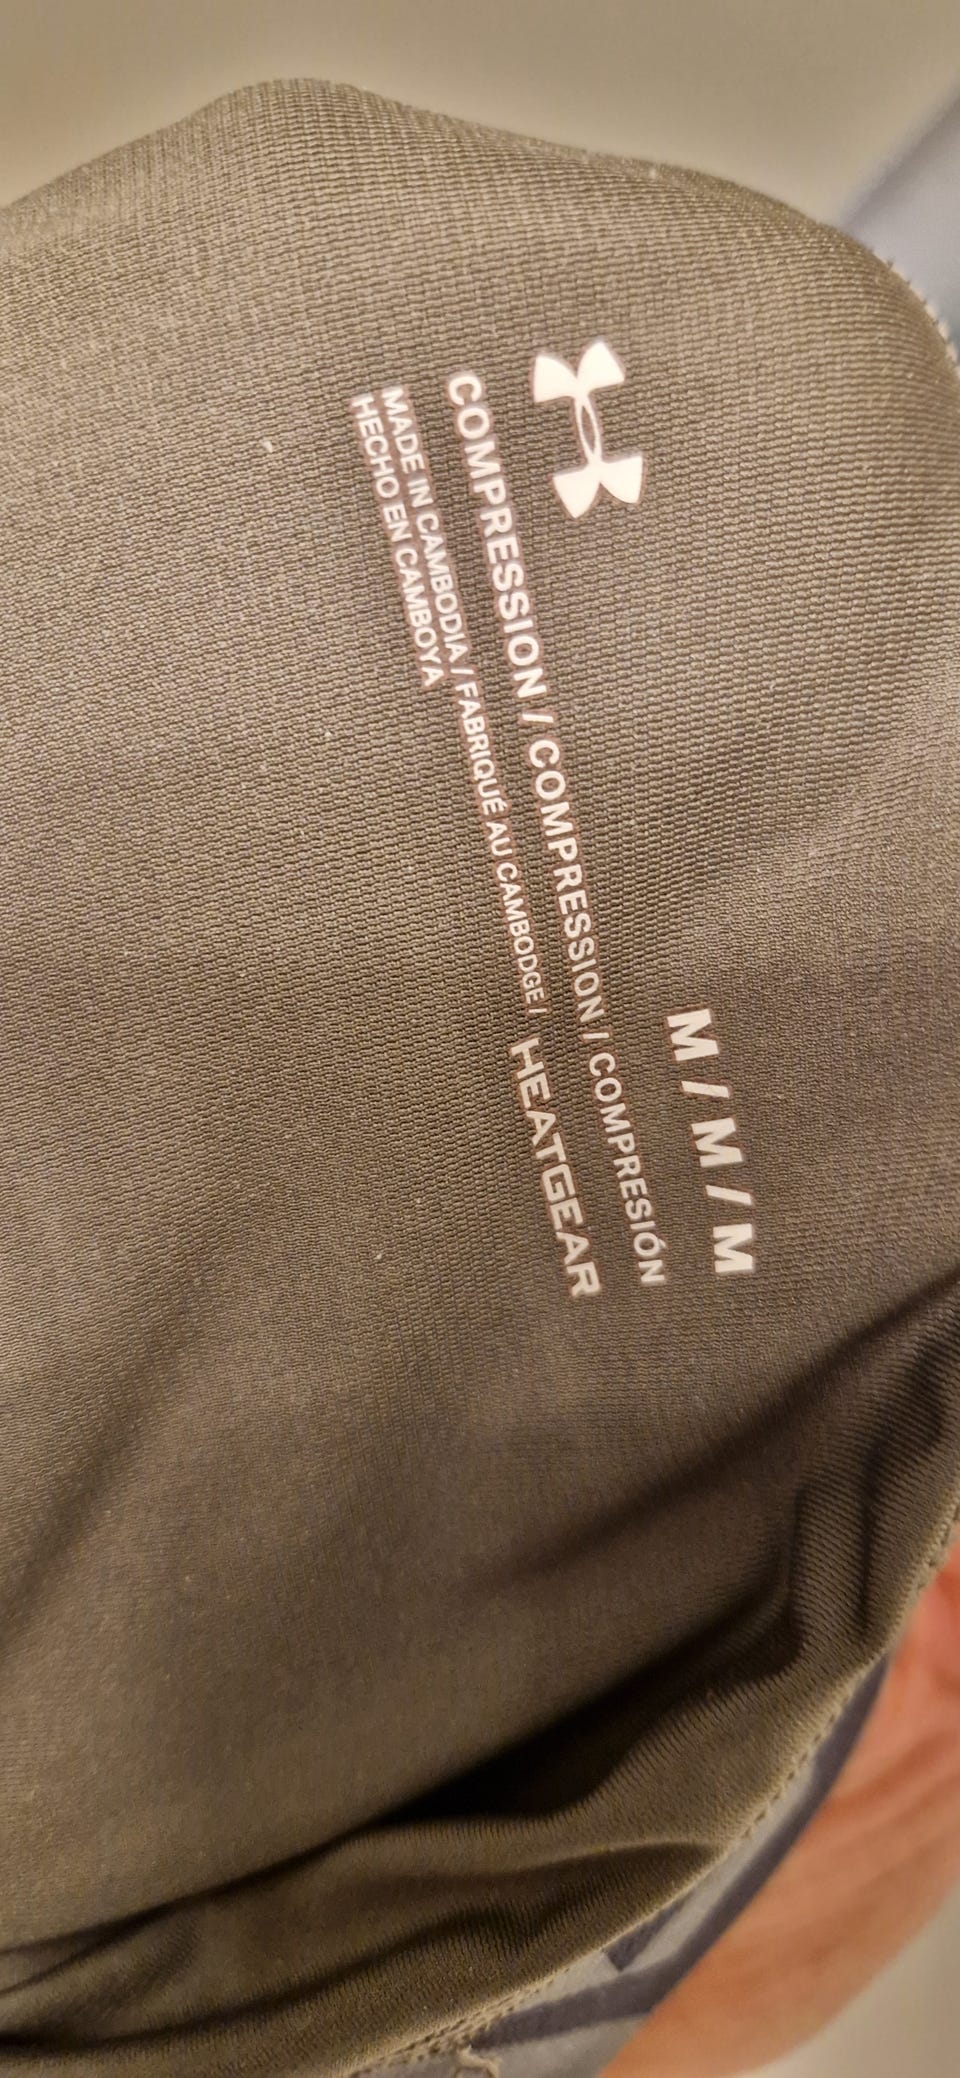 M / M / M
COMPRESSION / COMPRESSION / COMPRESIÓN
MADE IN CAMBODIA / FABRIQUÉ AU CAMBODGE /
HECHO EN CAMBOYA
HEATGEAR